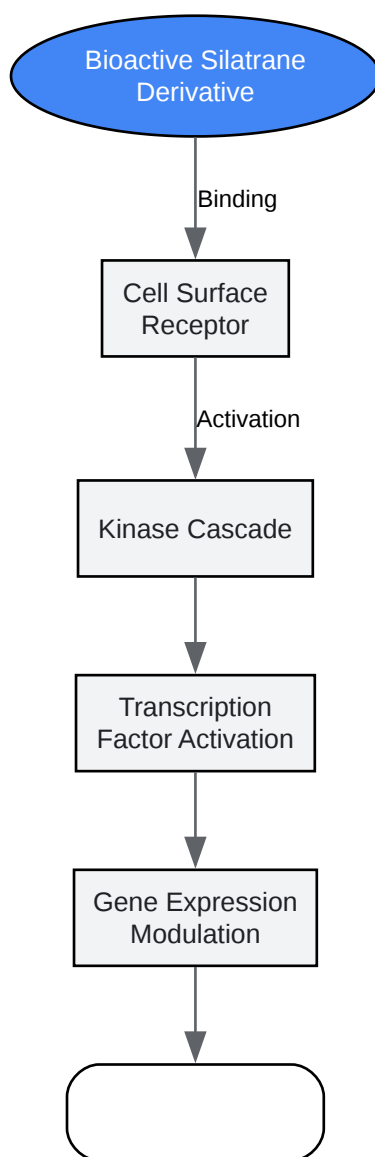 Bioactive Silatrane
Derivative
Binding
Cell Surface
Receptor
Activation
Kinase Cascade
Transcription
Factor Activation
Gene Expression
Modulation